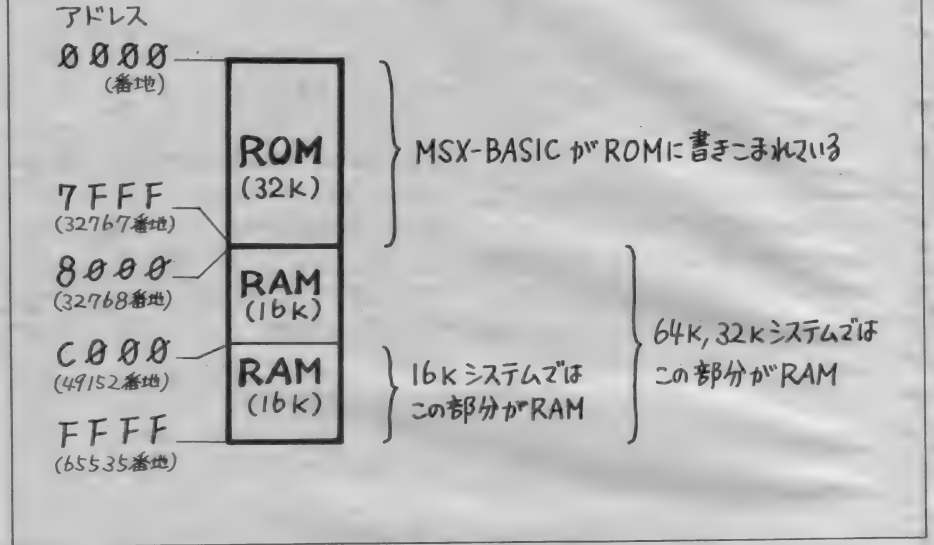 アドレス
0000
(番地)
ROM
(32K)
MSX-BASICがROMに書きこまれている
7FFF
(32767番地)
8000
(32768番地)
RAM
(16K)
64K, 32Kシステムでは
この部分がRAM
C000
(49152番地)
RAM
(16K)
16Kシステムでは
この部分がRAM
FFFF
(65535番地)